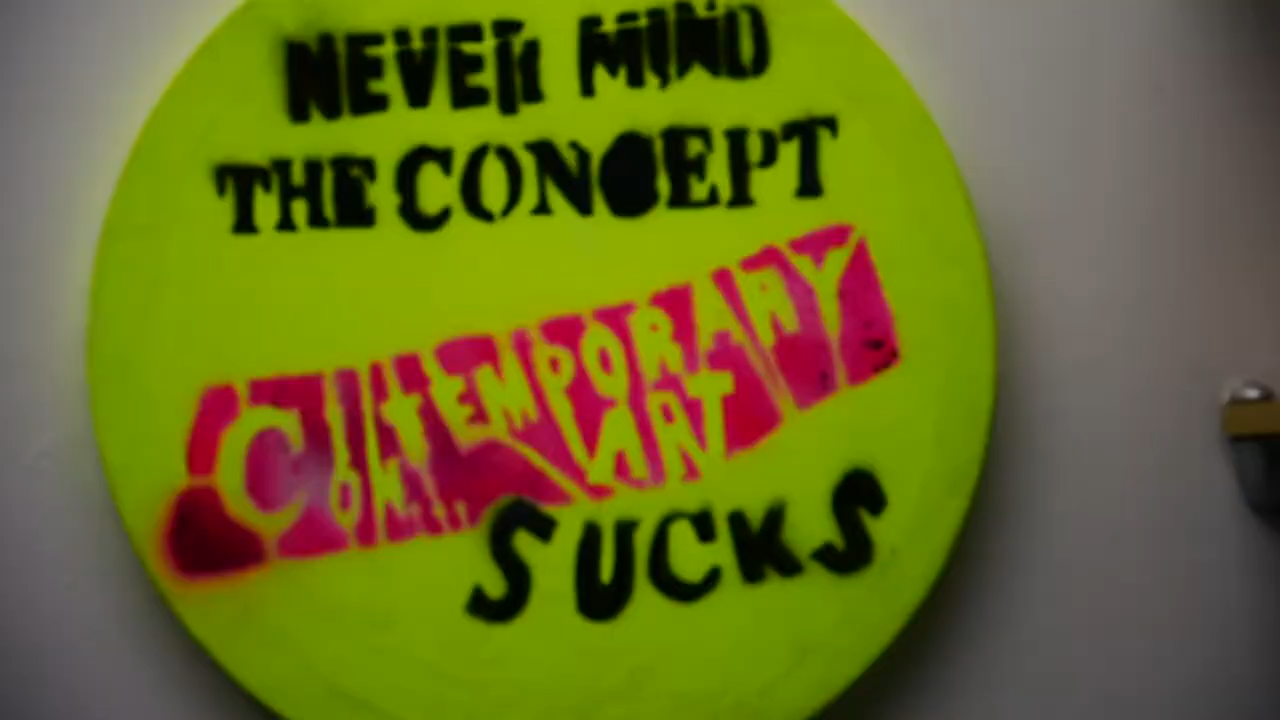 NEVER MIND
THE CONCEPT
CONTEMPORARY
ART
SUCKS